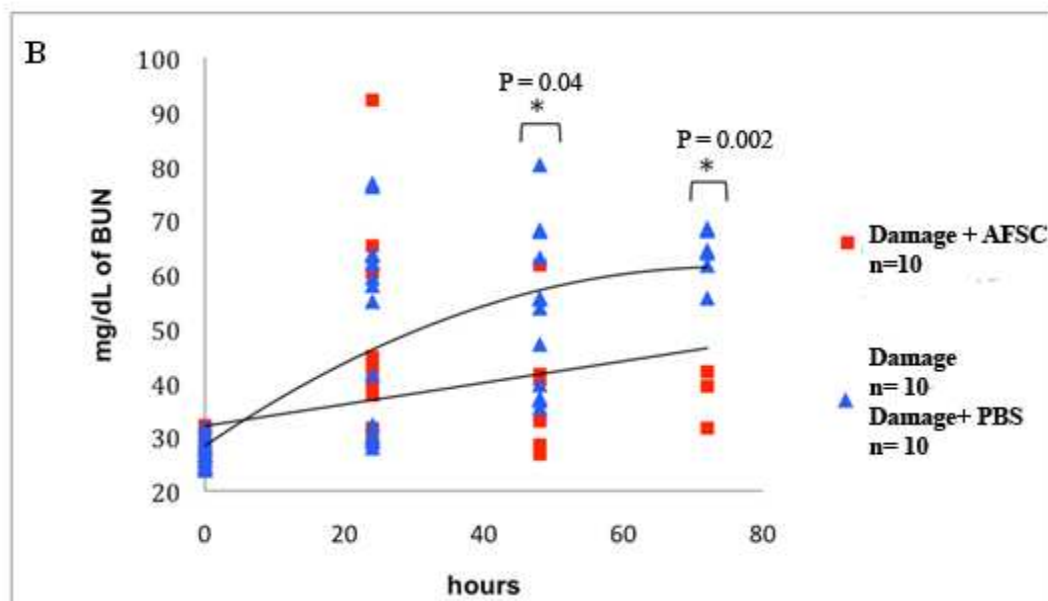 B
mg/dL of BUN
100
90
80
70
60
50
40
30
20
0
20
40
60
80
hours
P = 0.04
*
P = 0.002
*
Damage + AFSC
n=10
Damage
n= 10
Damage+ PBS
n= 10